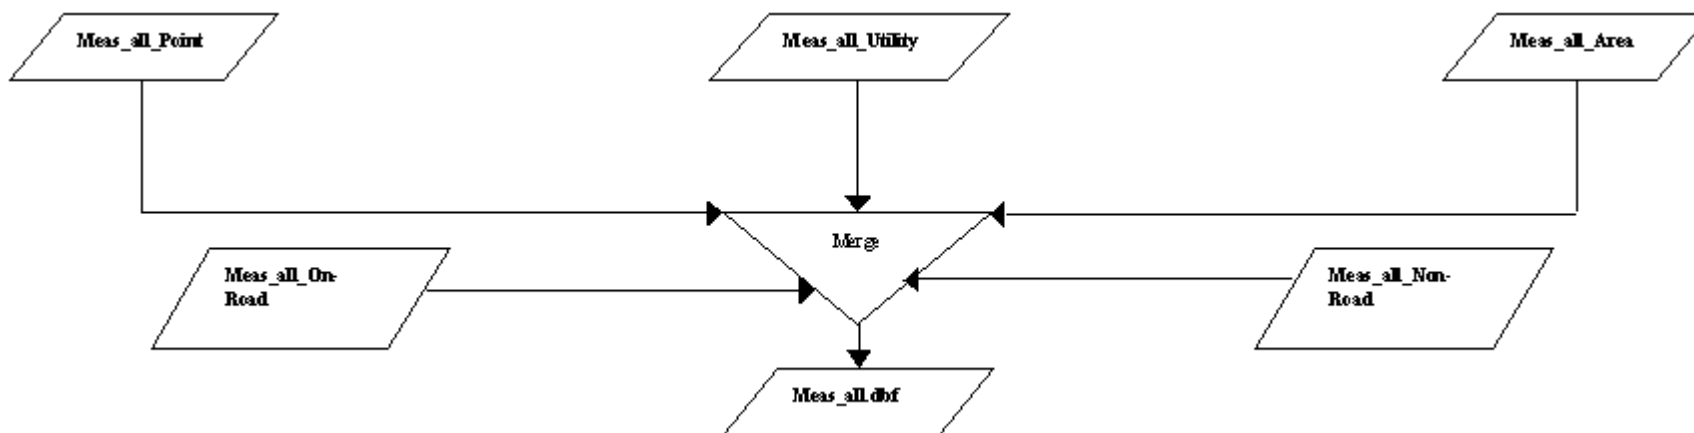 Meas_all_Point
Meas_all_Utility
Meas_all_Area
Merge
Meas_all_On-
Road
Meas_all_Non-
Road
Meas_all.dbf